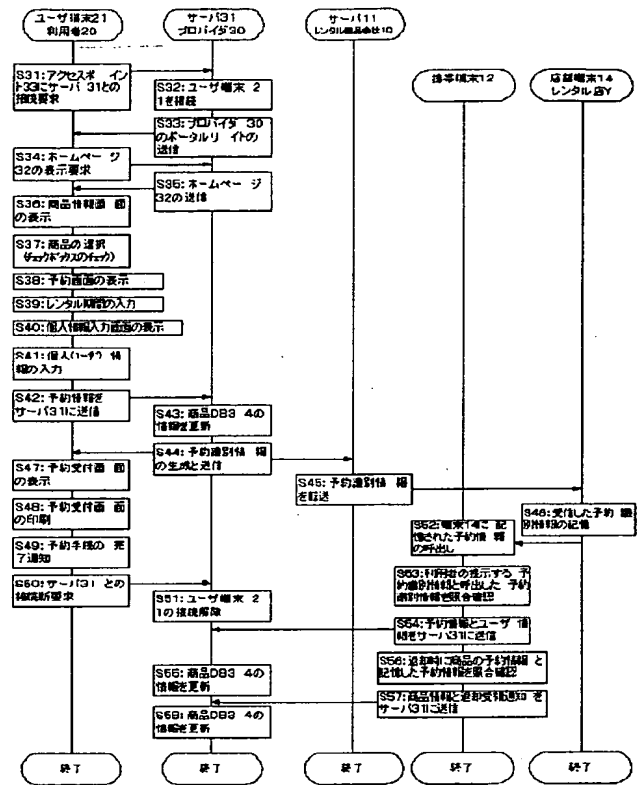 ユーザ端末21
利用者20
サーバ31
プロバイダ30
サーバ11
レンタル商品会社10
携帯端末12
店舗端末14
レンタル店Y
S31:アクセスポイ
ント33にサーバ31との
接続要求
S32:ユーザ端末2
1を接続
S33:プロバイダ30
のポータルサイトの
送信
S34:ホームページ
32の表示要求
S35:ホームページ
32の送信
S36:商品情報画面
の表示
S37:商品の選択
(チェックボックスのチェック)
S38:予約画面の表示
S39:レンタル期間の入力
S40:個人情報入力画面の表示
S41:個人(ユーザ)情
報の入力
S42:予約情報を
サーバ31に送信
S43:商品DB34の
情報を更新
S44:予約識別情報
の生成と送信
S45:予約識別情報
を転送
S46:受信した予約識
別情報の記憶
S47:予約受付画面
の表示
S48:予約受付画面
の印刷
S49:予約手続の完
了通知
S50:サーバ31との
接続断要求
S51:ユーザ端末2
1の接続解除
S52:端末14に記
憶された予約情報
の呼出し
S53:利用者の提示する予
約識別情報と呼出した予約
識別情報を照合確認
S54:予約情報とユーザ情
報をサーバ31に送信
S55:商品DB34の
情報を更新
S56:返却時に商品の予約情報と
記憶した予約情報を照合確認
S57:商品情報と返却受領通知を
サーバ31に送信
S58:商品DB34の
情報を更新
終了
終了
終了
終了
終了